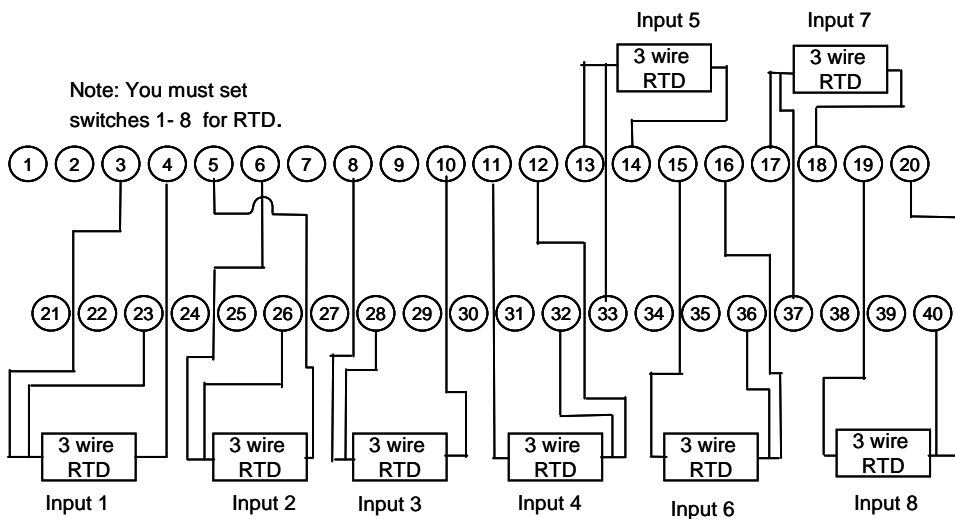 Input 5
Input 7
3 wire
RTD
3 wire
RTD
Note: You must set
switches 1- 8 for RTD.
1 2 3 4 5 6 7 8 9 10 11 12 13 14 15 16 17 18 19 20
21 22 23 24 25 26 27 28 29 30 31 32 33 34 35 36 37 38 39 40
3 wire
RTD
3 wire
RTD
3 wire
RTD
3 wire
RTD
3 wire
RTD
3 wire
RTD
Input 1
Input 2
Input 3
Input 4
Input 6
Input 8